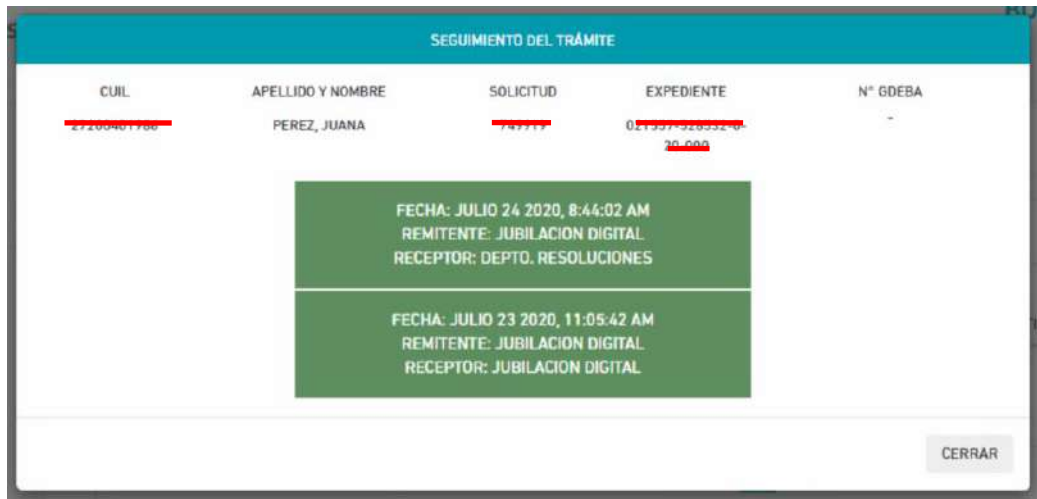 SEGUIMIENTO DEL TRÁMITE
CUIL APELLIDO Y NOMBRE SOLICITUD EXPEDIENTE N° GDEBA
PEREZ, JUANA -
FECHA: JULIO 24 2020, 8:44:02 AM
REMITENTE: JUBILACION DIGITAL
RECEPTOR: DEPTO. RESOLUCIONES
FECHA: JULIO 23 2020, 11:05:42 AM
REMITENTE: JUBILACION DIGITAL
RECEPTOR: JUBILACION DIGITAL
CERRAR